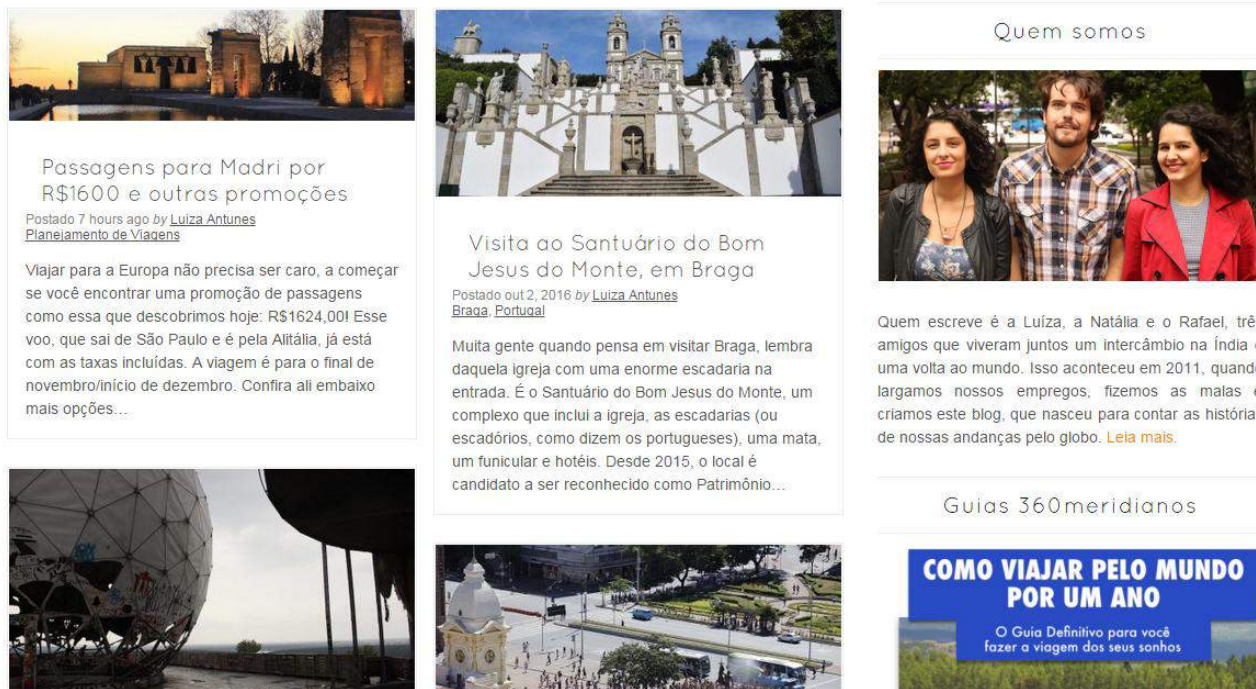 Passagens para Madri por
R$1600 e outras promoções
Postado 7 hours ago by Luiza Antunes
Planejamento de Viagens
Viajar para a Europa não precisa ser caro, a começar
se você encontrar uma promoção de passagens
como essa que descobrimos hoje: R$1624,00! Esse
voo, que sai de São Paulo e é pela Alitália, já está
com as taxas incluídas. A viagem é para o final de
novembro/início de dezembro. Confira ali embaixo
mais opções…
Visita ao Santuário do Bom
Jesus do Monte, em Braga
Postado out 2, 2016 by Luiza Antunes
Braga, Portugal
Muita gente quando pensa em visitar Braga, lembra
daquela igreja com uma enorme escadaria na
entrada. É o Santuário do Bom Jesus do Monte, um
complexo que inclui a igreja, as escadarias (ou
escadórios, como dizem os portugueses), uma mata,
um funicular e hotéis. Desde 2015, o local é
candidato a ser reconhecido como Patrimônio…
Quem somos
Quem escreve é a Luíza, a Natália e o Rafael, trê
amigos que viveram juntos um intercâmbio na Índia
uma volta ao mundo. Isso aconteceu em 2011, quand
largamos nossos empregos, fizemos as malas
criamos este blog, que nasceu para contar as história
de nossas andanças pelo globo. Leia mais.
Guias 360meridianos
COMO VIAJAR PELO MUNDO
POR UM ANO
O Guia Definitivo para você
fazer a viagem dos seus sonhos